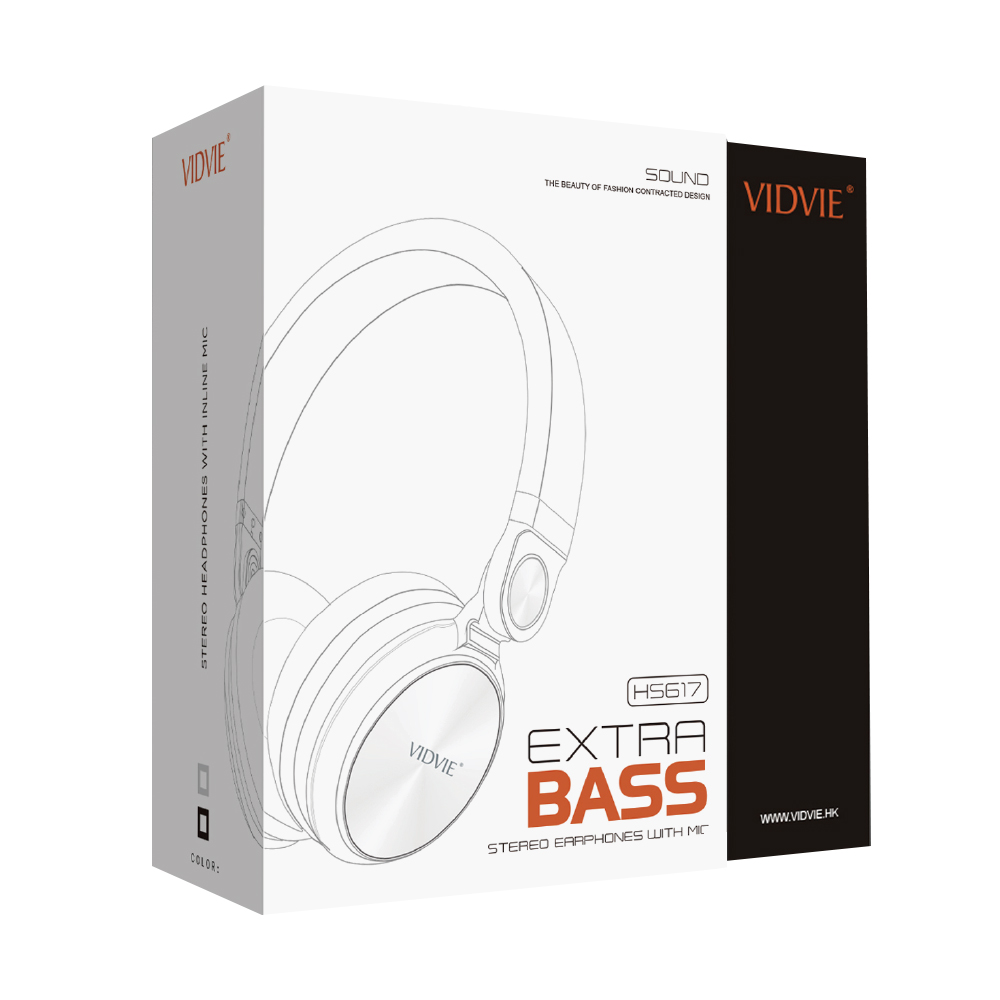 VIDVIE®
STEREO HEADPHONES WITH INLINE MIC
COLOR:
SOUND
THE BEAUTY OF FASHION CONTRACTED DESIGN
VIDVIE®
HS617
EXTRA
BASS
STEREO EARPHONES WITH MIC
VIDVIE®
WWW.VIDVIE.HK